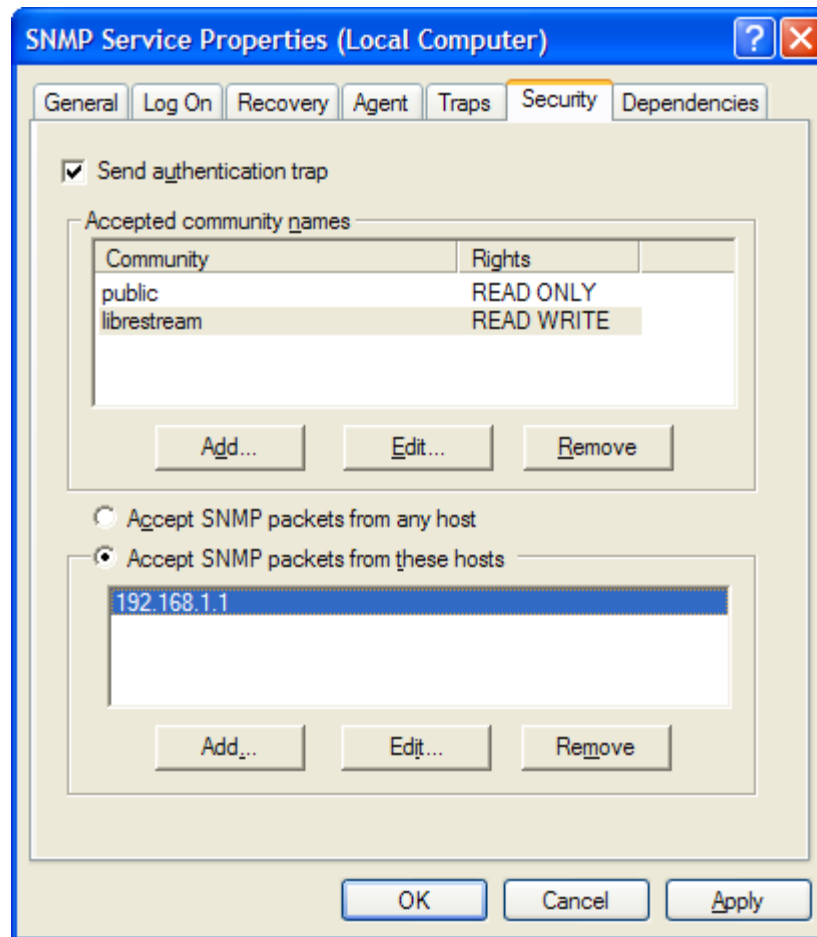 SNMP Service Properties (Local Computer)
General Log On Recovery Agent Traps Security Dependencies
Send authentication trap
Accepted community names
Community Rights
public READ ONLY
librestream READ WRITE
Add... Edit... Remove
Accept SNMP packets from any host
Accept SNMP packets from these hosts
192.168.1.1
Add... Edit... Remove
OK Cancel Apply